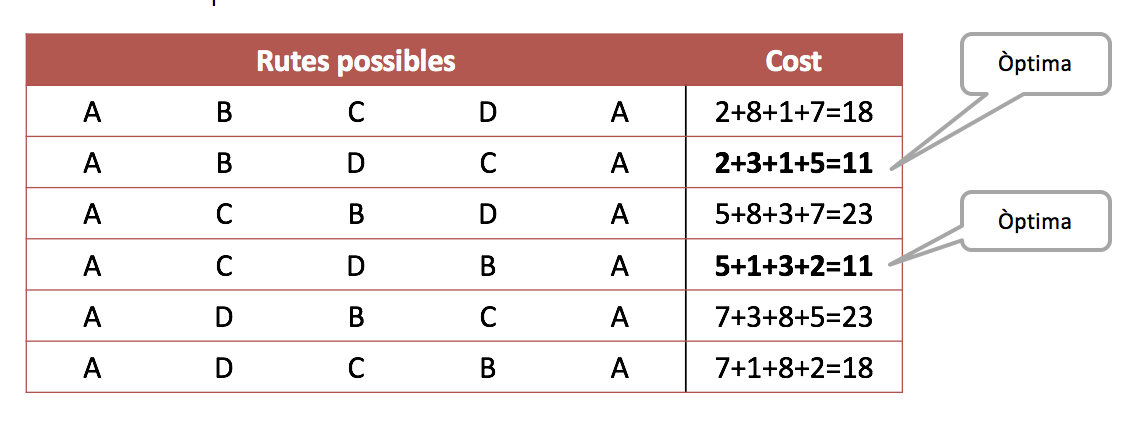 Rutes possibles Cost
A B C D A 2+8+1+7=18
A B D C A 2+3+1+5=11
A C B D A 5+8+3+7=23
A C D B A 5+1+3+2=11
A D B C A 7+3+8+5=23
A D C B A 7+1+8+2=18
Òptima
Òptima